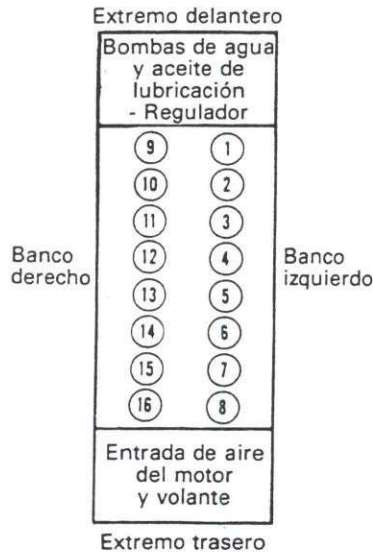 Extremo delantero
Bombas de agua
y aceite de
lubricación
- Regulador
9 1
10 2
11 3
Banco derecho
12 4
Banco izquierdo
13 5
14 6
15 7
16 8
Entrada de aire
del motor
y volante
Extremo trasero